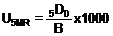 U₅MR = ₅D₀/B x1000